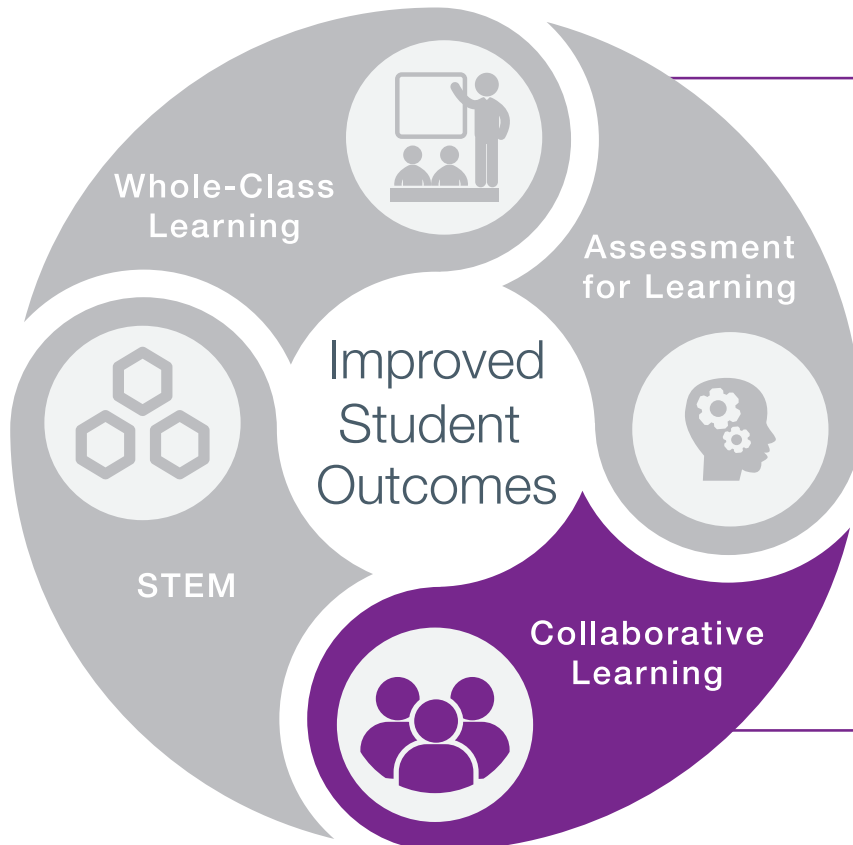 Whole-Class
Learning
Assessment
for Learning
Improved
Student
Outcomes
STEM
Collaborative
Learning